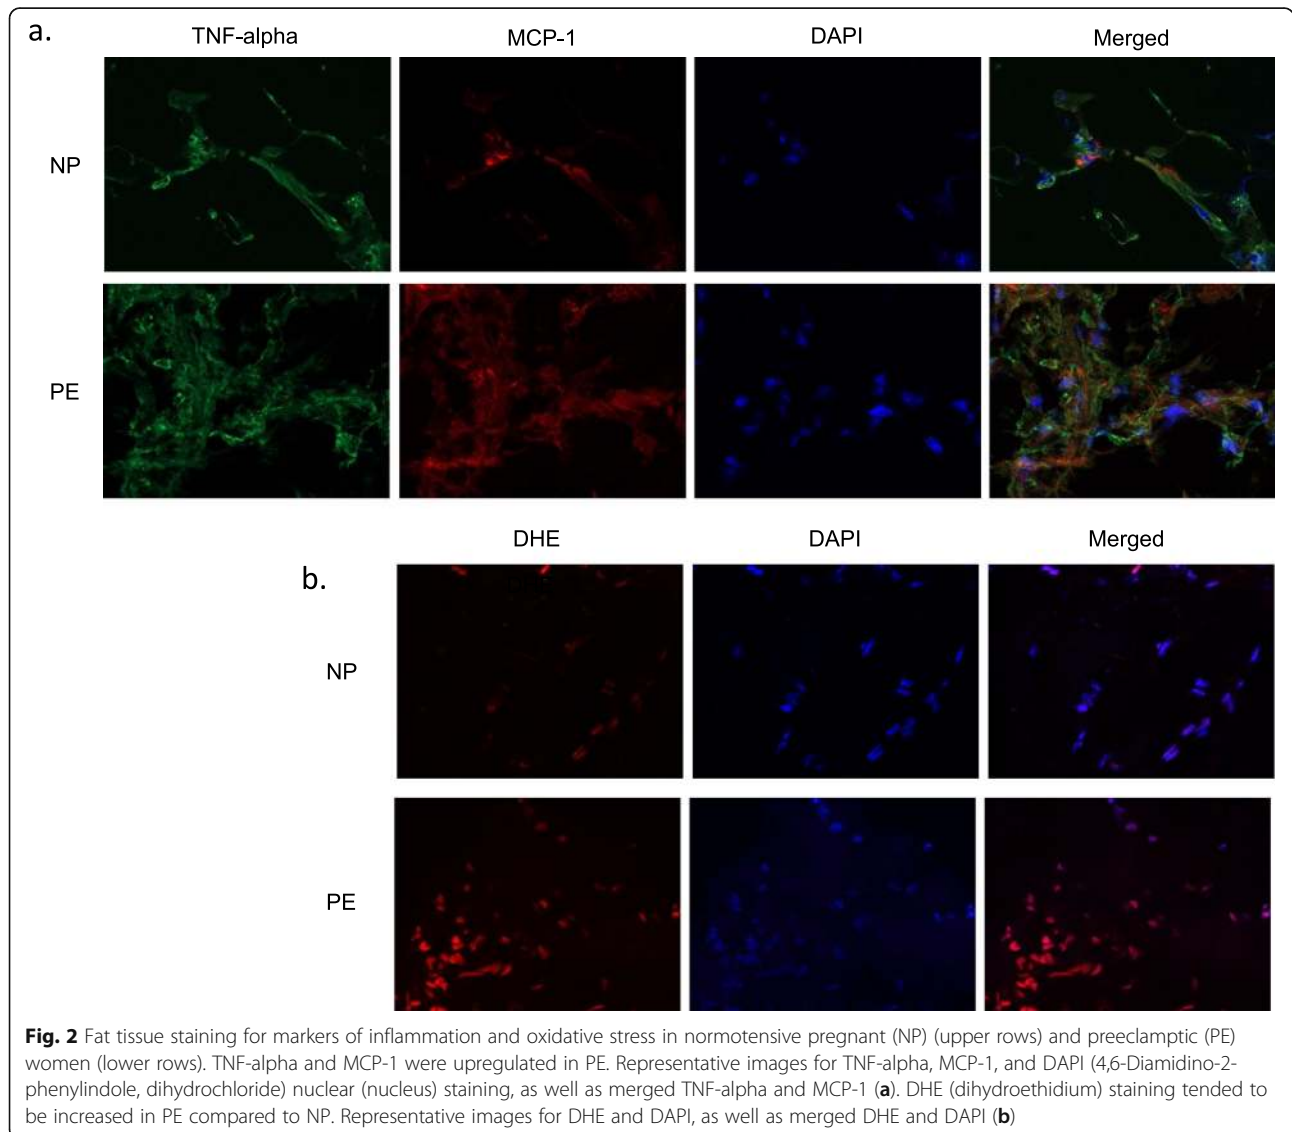 a.
TNF-alpha MCP-1 DAPI Merged
NP
PE
DHE DAPI Merged
b.
NP
PE
Fig. 2 Fat tissue staining for markers of inflammation and oxidative stress in normotensive pregnant (NP) (upper rows) and preeclamptic (PE)
women (lower rows). TNF-alpha and MCP-1 were upregulated in PE. Representative images for TNF-alpha, MCP-1, and DAPI (4,6-Diamidino-2-
phenylindole, dihydrochloride) nuclear (nucleus) staining, as well as merged TNF-alpha and MCP-1 (a). DHE (dihydroethidium) staining tended to
be increased in PE compared to NP. Representative images for DHE and DAPI, as well as merged DHE and DAPI (b)